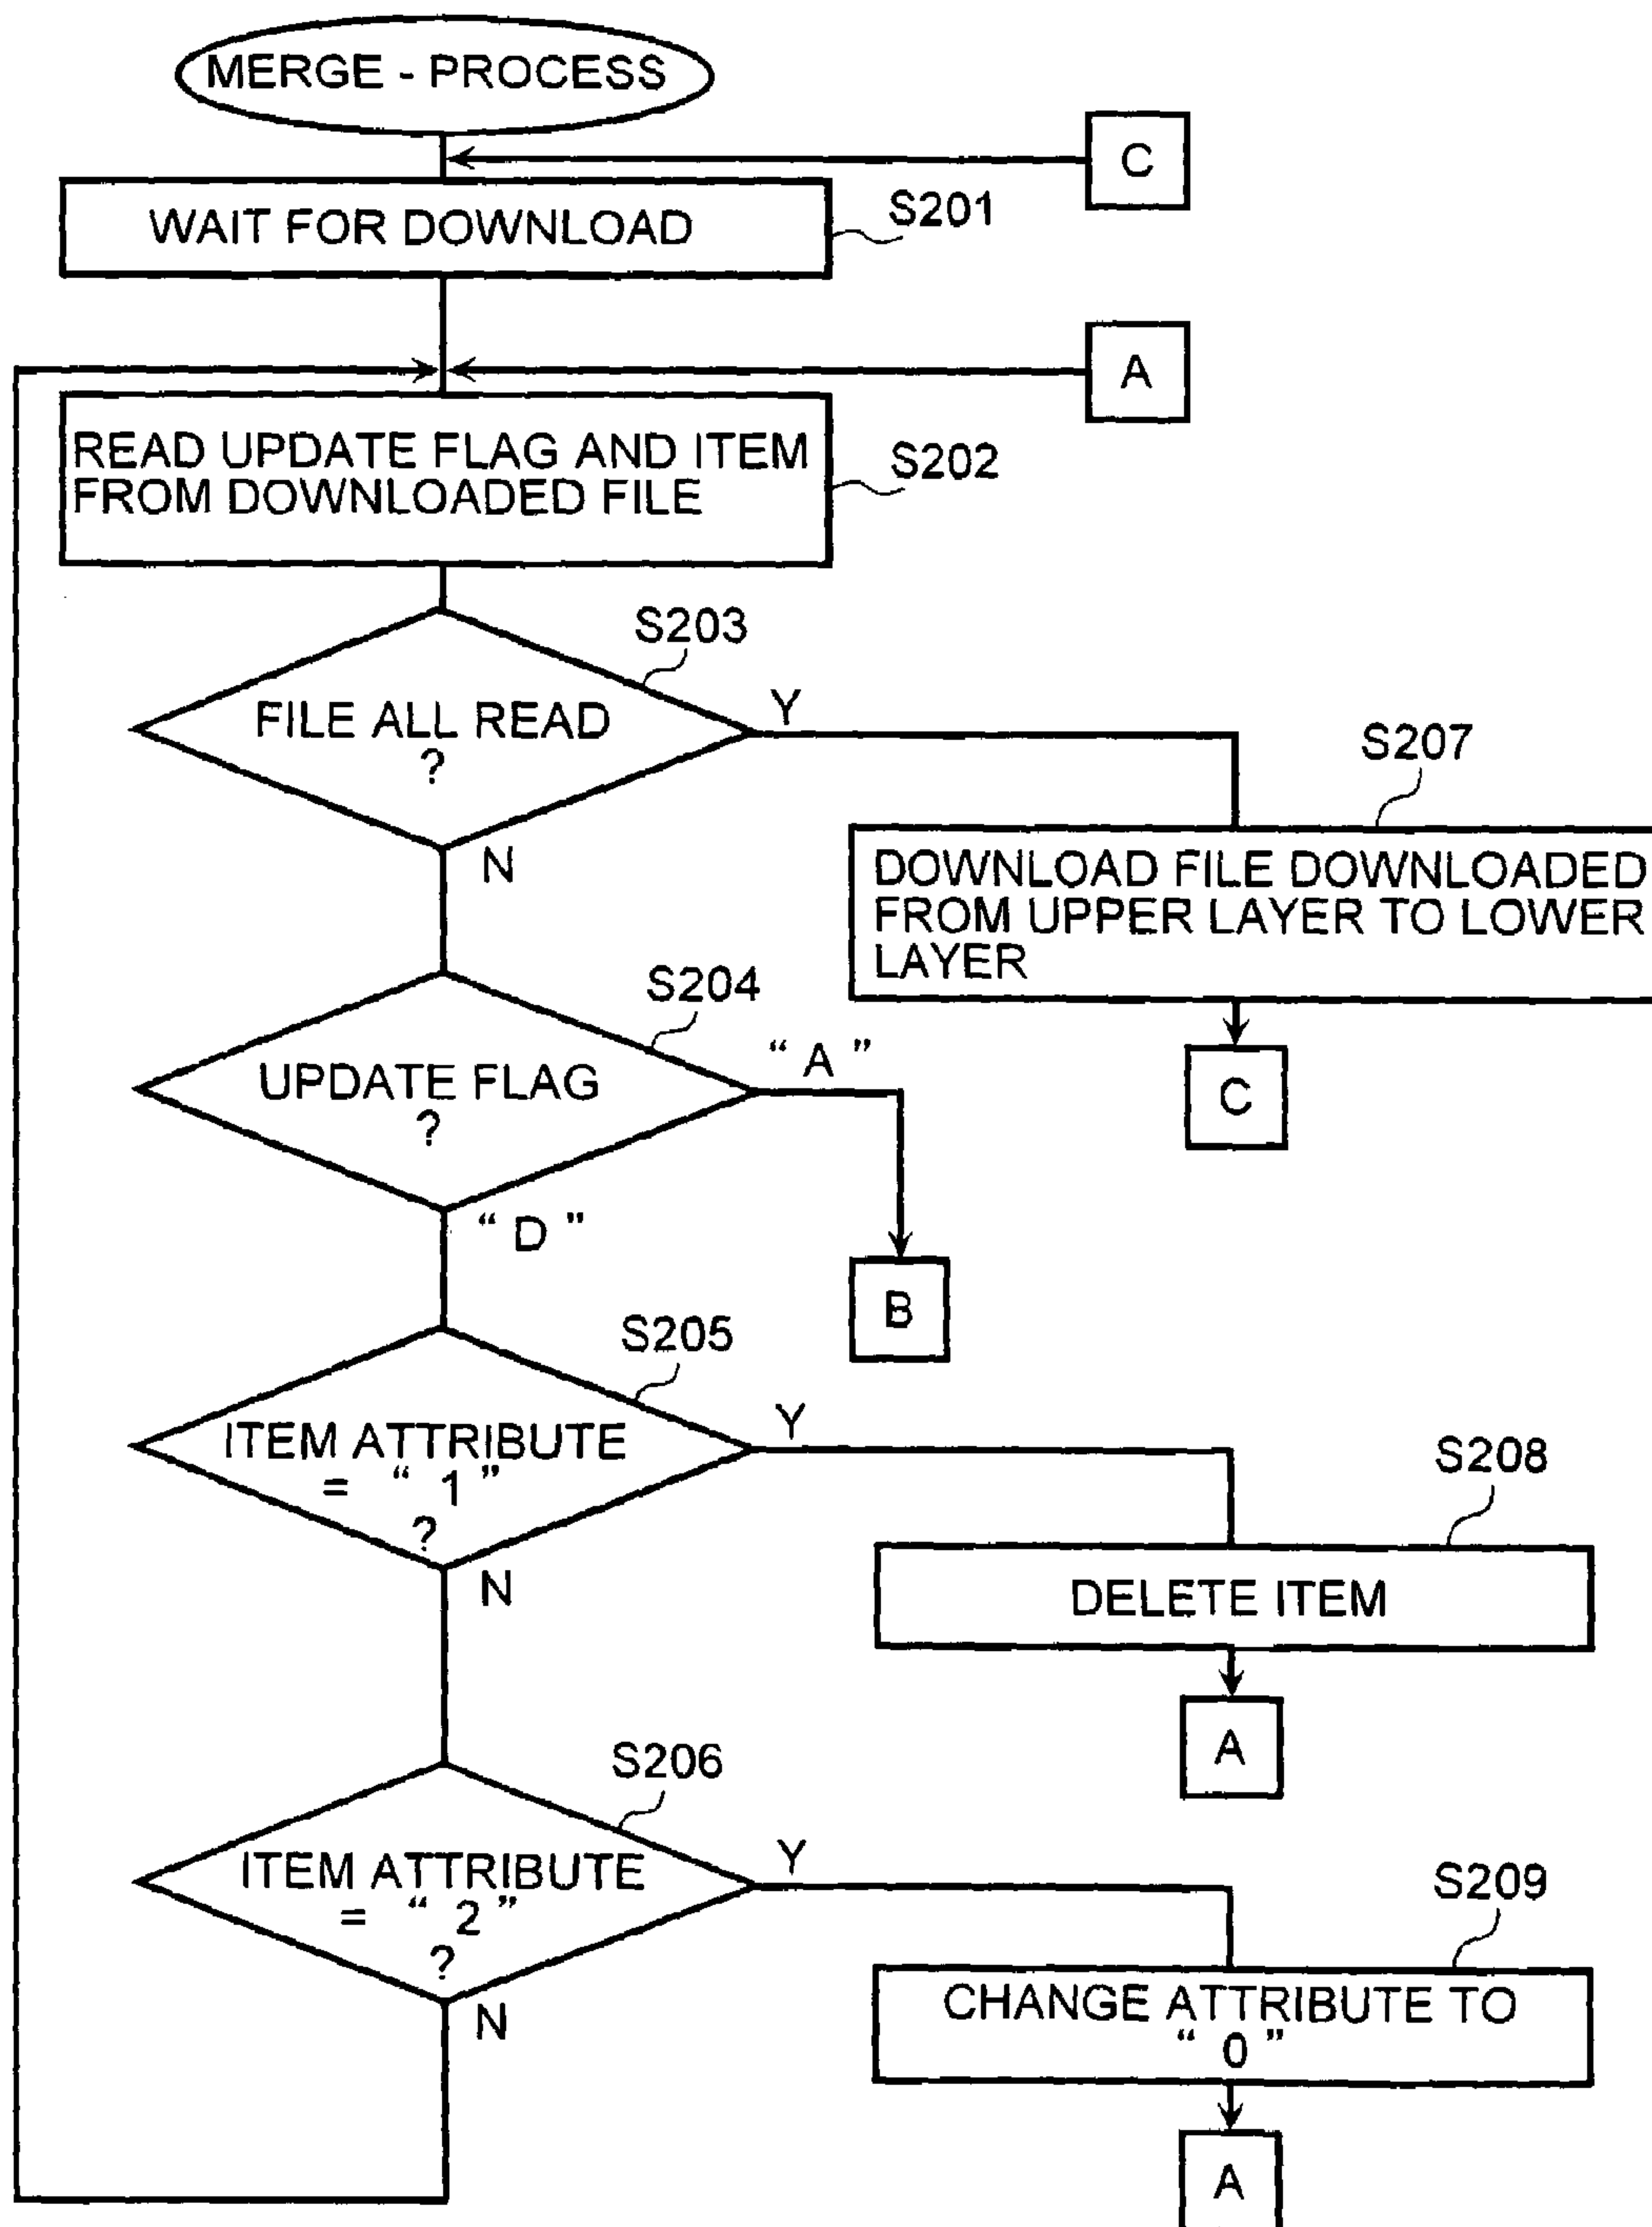 MERGE - PROCESS
C
WAIT FOR DOWNLOAD
S201
A
READ UPDATE FLAG AND ITEM
FROM DOWNLOADED FILE
S202
S203
FILE ALL READ
?
Y
N
S207
DOWNLOAD FILE DOWNLOADED
FROM UPPER LAYER TO LOWER
LAYER
C
S204
UPDATE FLAG
?
“ A ”
“ D ”
B
S205
ITEM ATTRIBUTE
= “ 1 ”
?
Y
N
S208
DELETE ITEM
A
S206
ITEM ATTRIBUTE
= “ 2 ”
?
Y
N
S209
CHANGE ATTRIBUTE TO
“ 0 ”
A